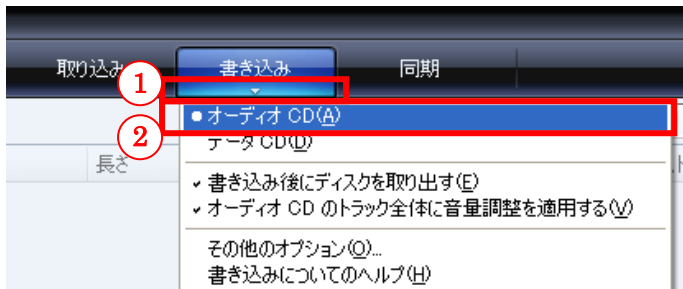 取り込み 書き込み 同期
①
オーディオ CD(A)
②
データ CD(D)
長さ
書き込み後にディスクを取り出す(E)
オーディオ CD のトラック全体に音量調整を適用する(V)
その他のオプション(O)...
書き込みについてのヘルプ(H)